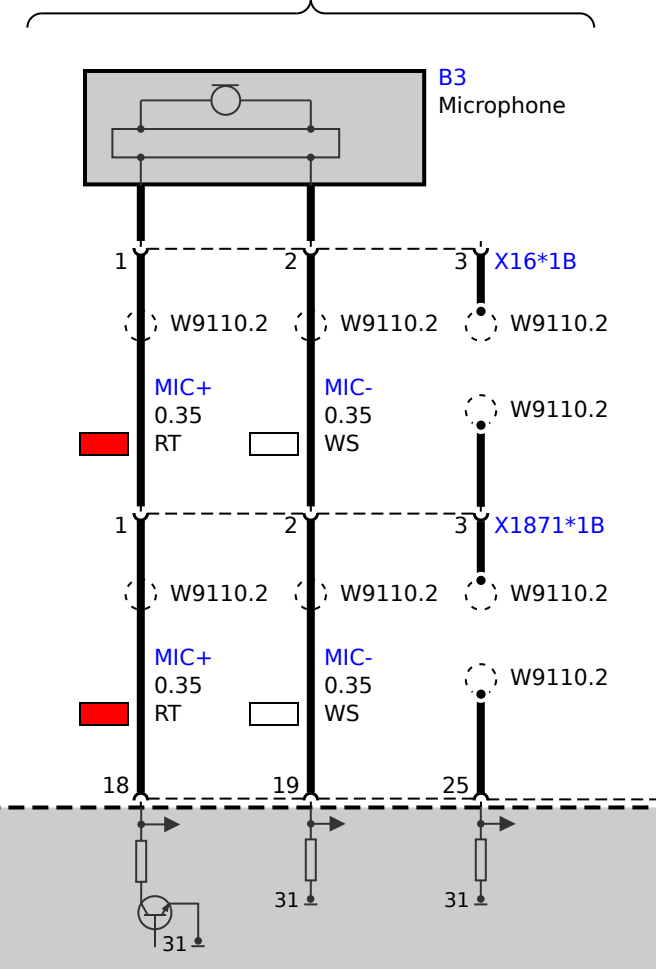 B3
Microphone
1 2 3 X16*1B
W9110.2 W9110.2 W9110.2
MIC+ MIC-
0.35 0.35 W9110.2
RT WS
1 2 3 X1871*1B
W9110.2 W9110.2 W9110.2
MIC+ MIC-
0.35 0.35 W9110.2
RT WS
18 19 25
31 31
31